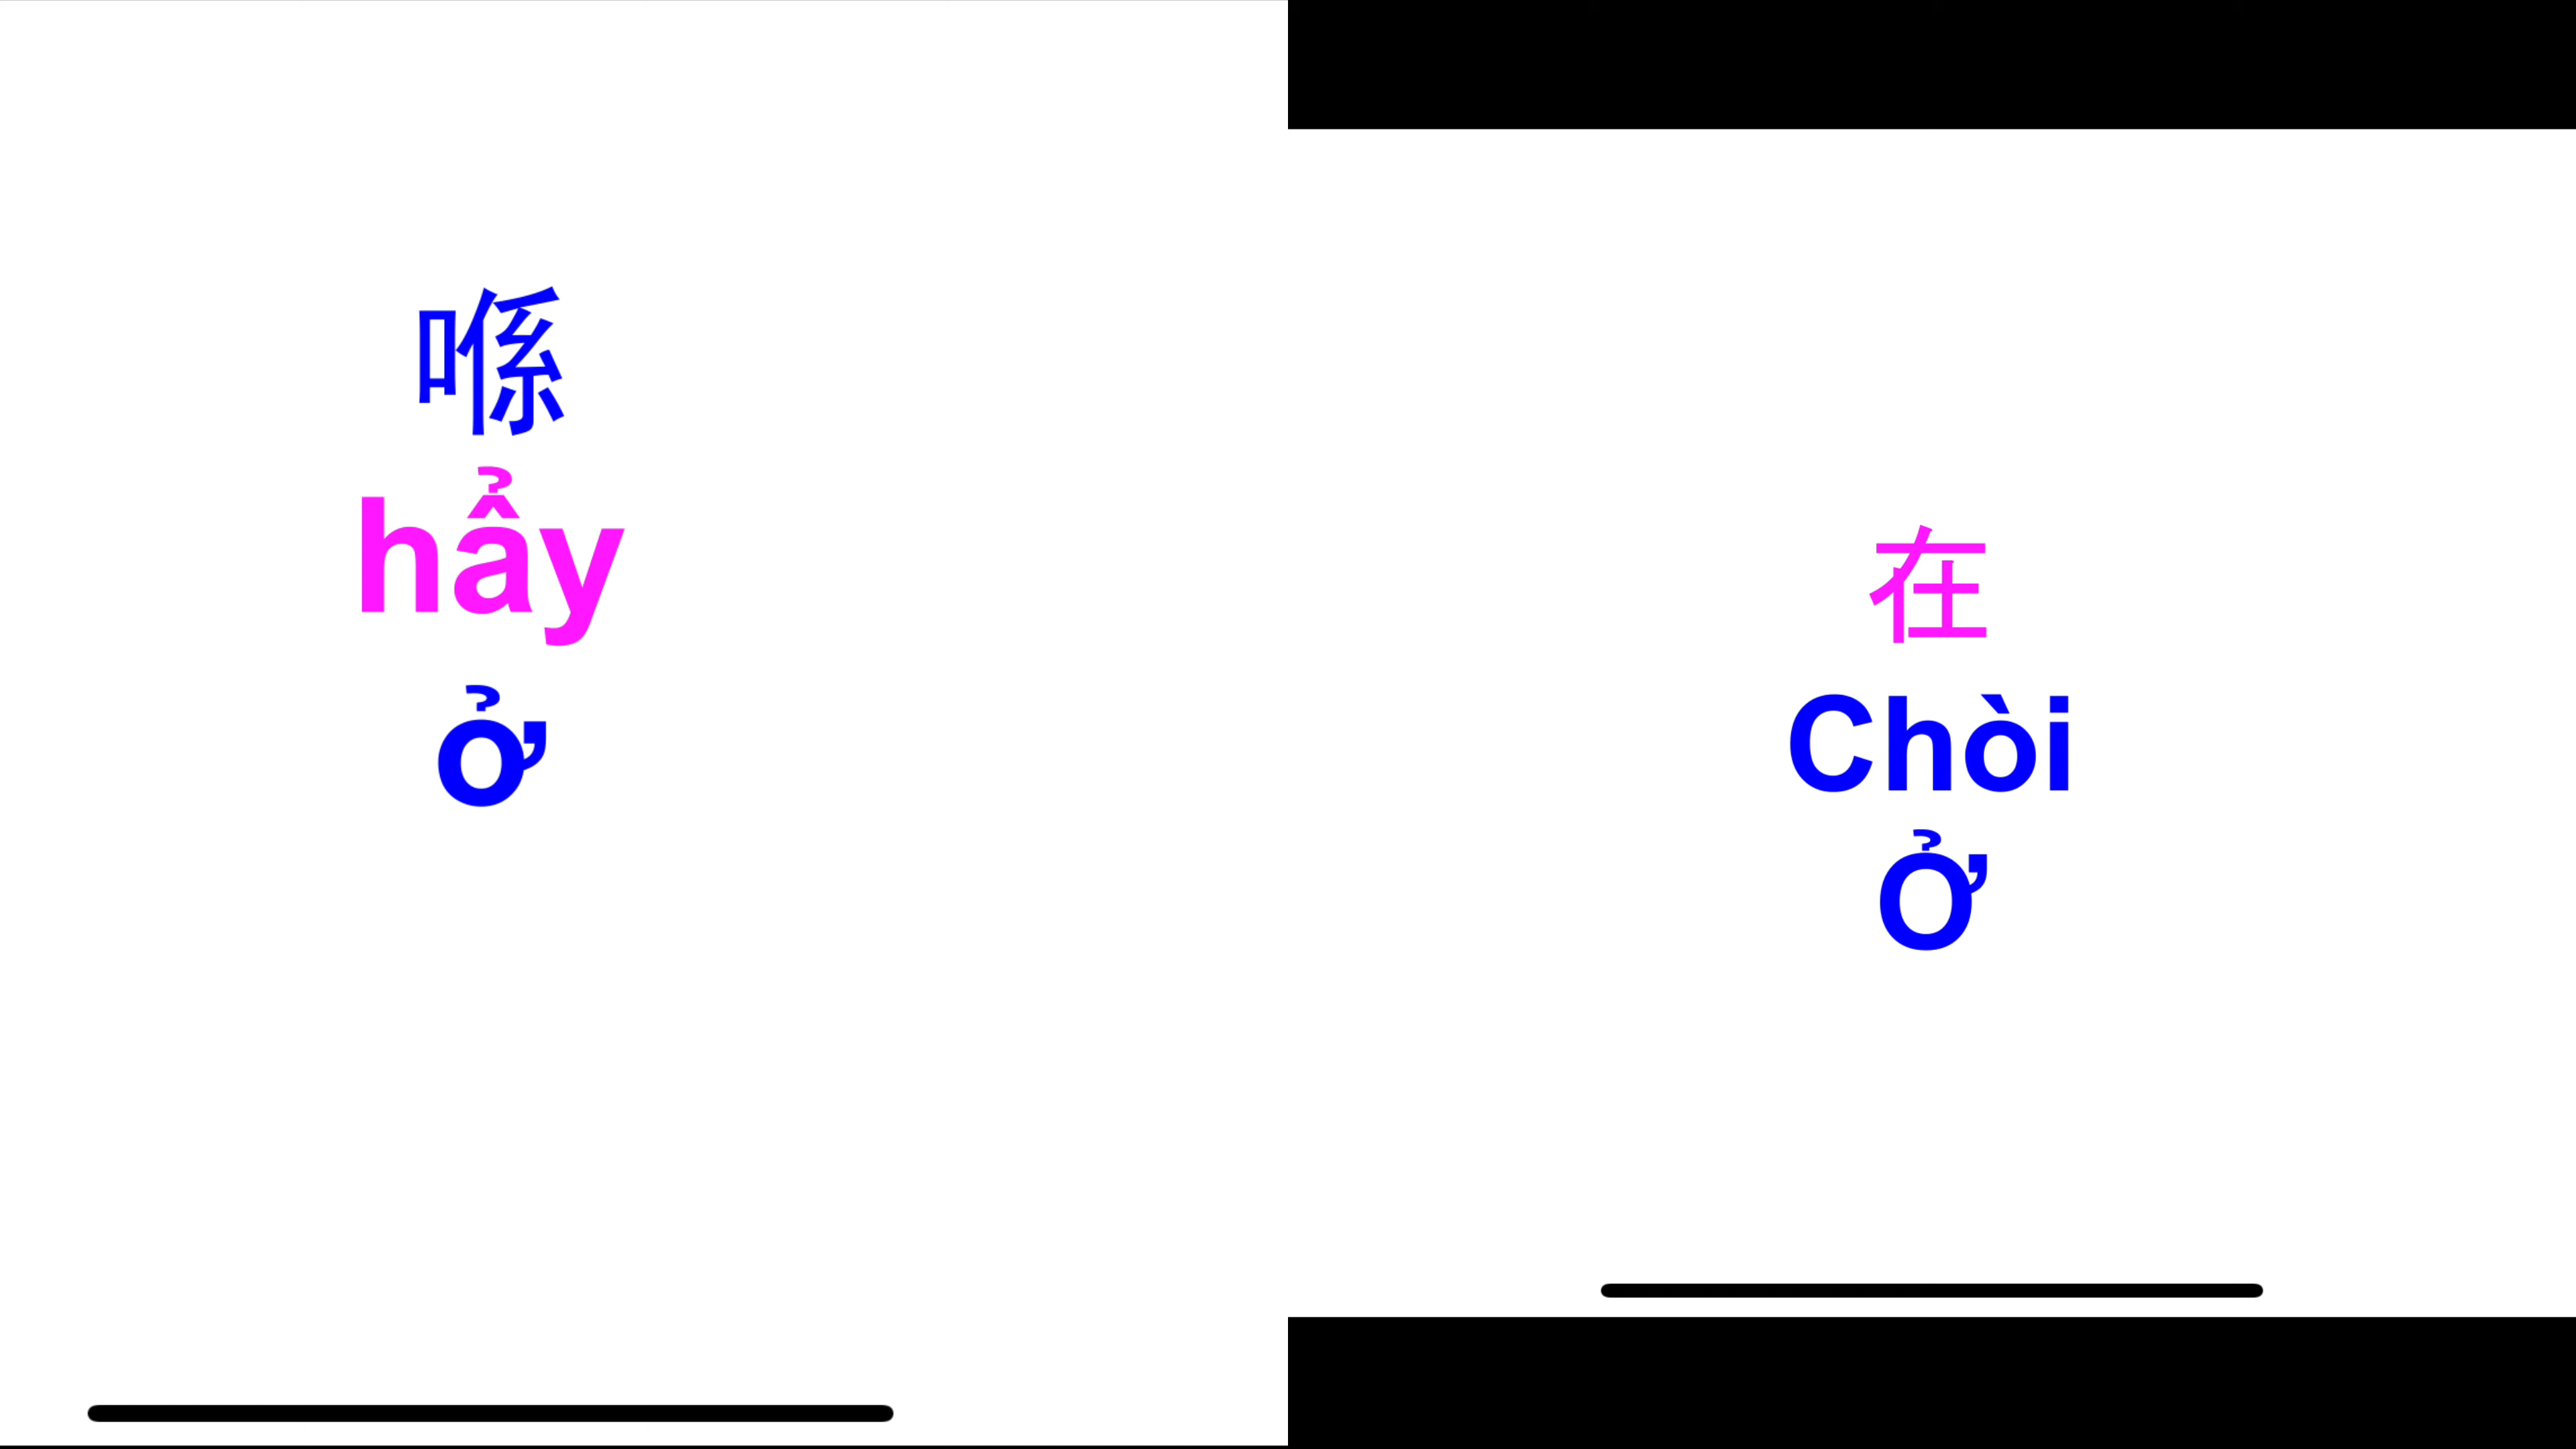 喺
hẩy
ở
在
Chòi
Ở